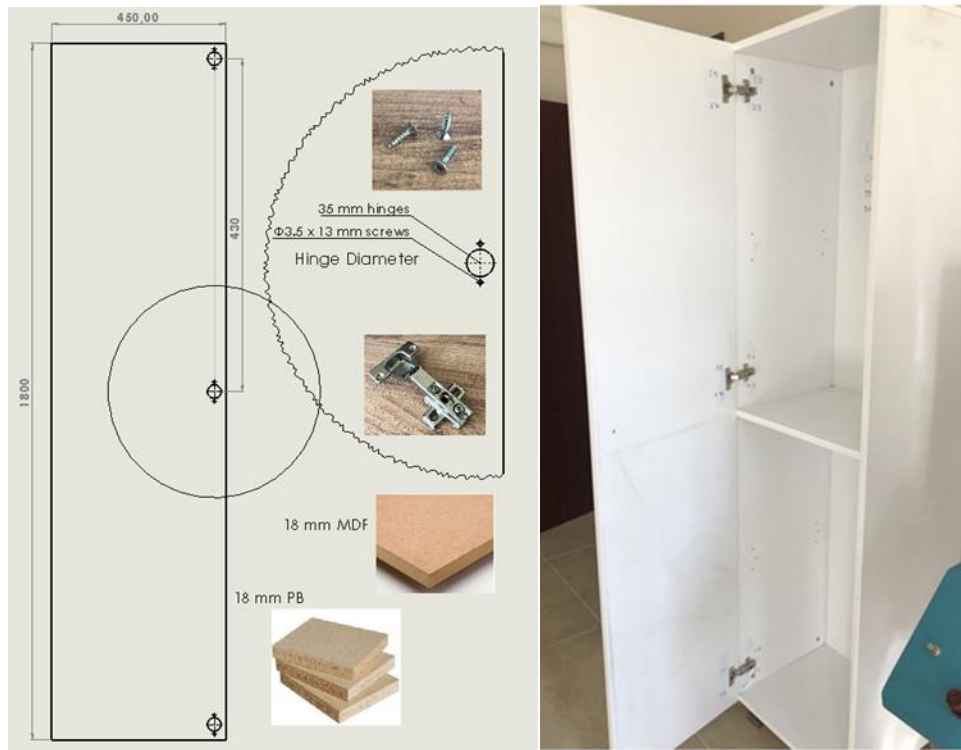 450,00
1800
430
35 mm hinges
Φ3.5 x 13 mm screws
Hinge Diameter
18 mm MDF
18 mm PB